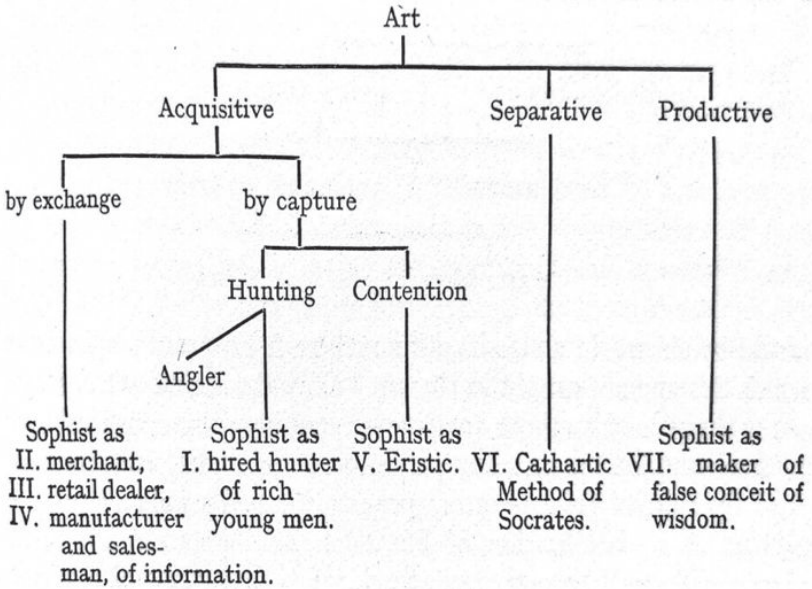 Art
Acquisitive Separative Productive
by exchange by capture
Hunting Contention
Angler
Sophist as
II. merchant,
III. retail dealer,
IV. manufacturer
and sales-
man, of information.
Sophist as
I. hired hunter
of rich
young men.
Sophist as
V. Eristic.
VI. Cathartic
Method of
Socrates.
Sophist as
VII. maker of
false conceit of
wisdom.